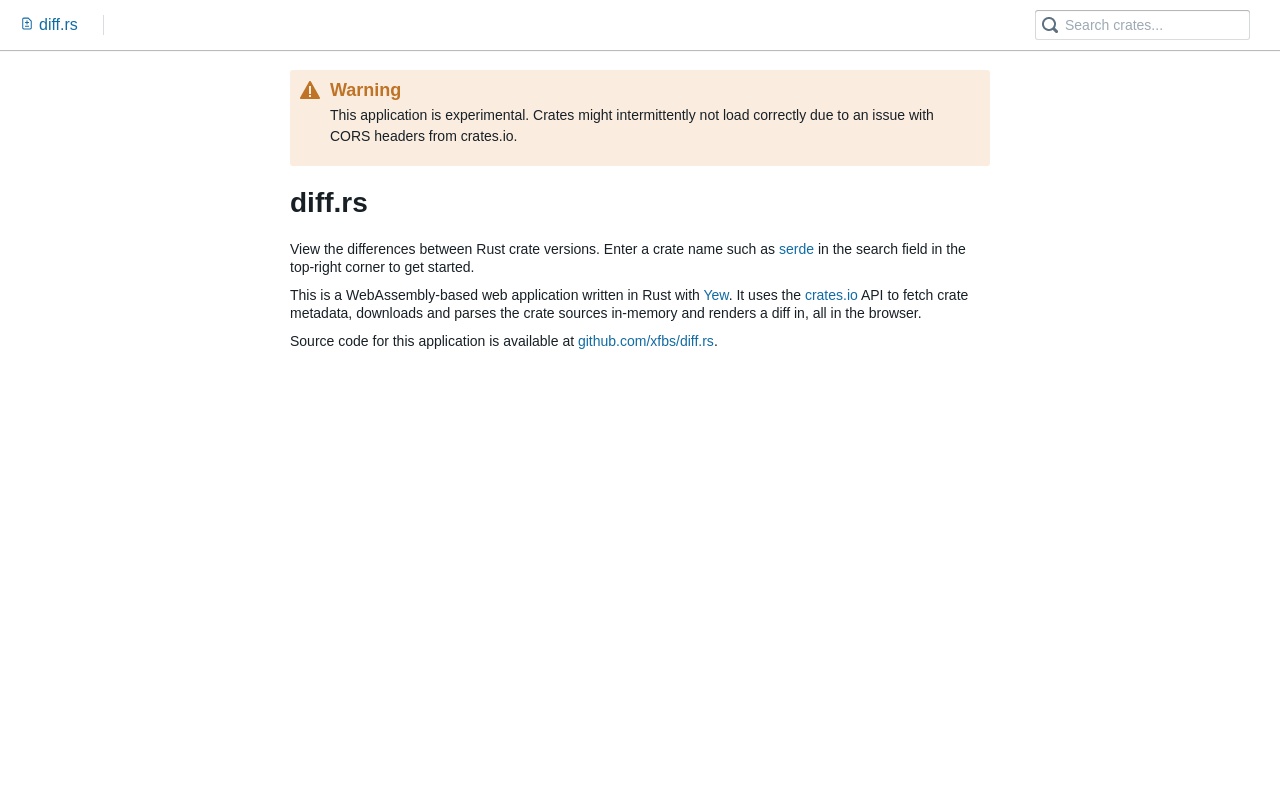 diff.rs
Search crates...
Warning
This application is experimental. Crates might intermittently not load correctly due to an issue with
CORS headers from crates.io.
diff.rs
View the differences between Rust crate versions. Enter a crate name such as serde in the search field in the
top-right corner to get started.
This is a WebAssembly-based web application written in Rust with Yew. It uses the crates.io API to fetch crate
metadata, downloads and parses the crate sources in-memory and renders a diff in, all in the browser.
Source code for this application is available at github.com/xfbs/diff.rs.